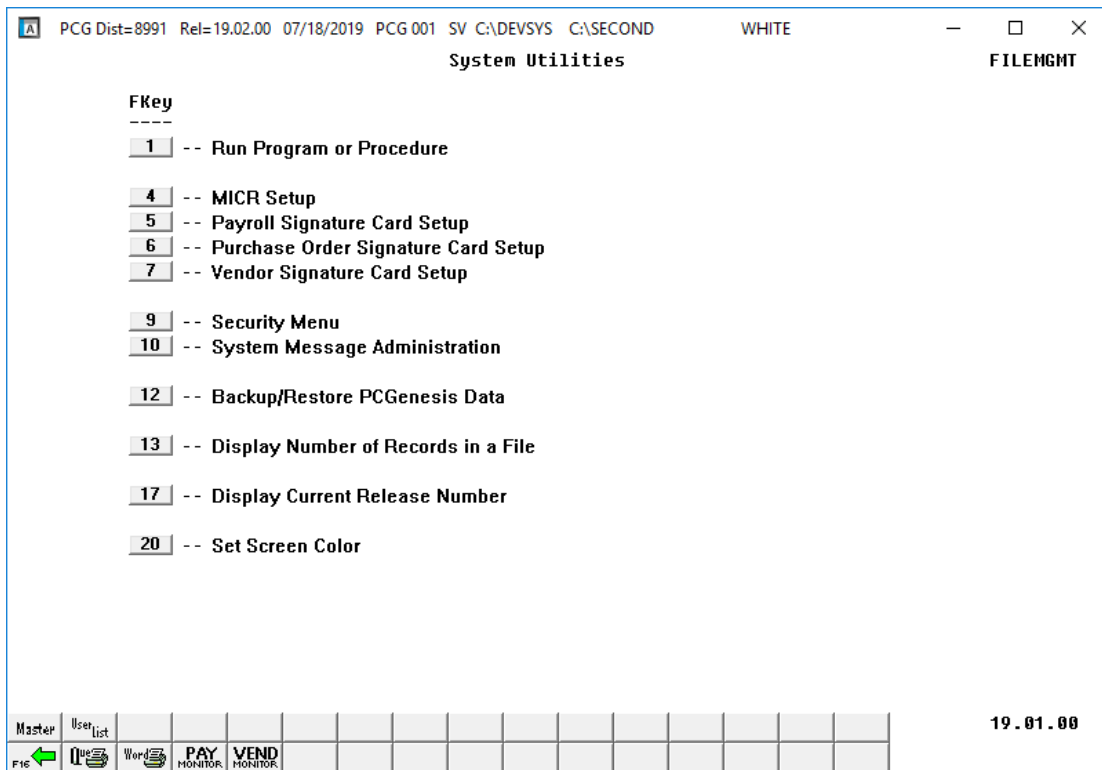 A PCG Dist=8991 Rel=19.02.00 07/18/2019 PCG 001 SV C:\DEVSYS C:\SECOND WHITE
System Utilities FILEMGMT
FKey
----
1 -- Run Program or Procedure
4 -- MICR Setup
5 -- Payroll Signature Card Setup
6 -- Purchase Order Signature Card Setup
7 -- Vendor Signature Card Setup
9 -- Security Menu
10 -- System Message Administration
12 -- Backup/Restore PCGenesis Data
13 -- Display Number of Records in a File
17 -- Display Current Release Number
20 -- Set Screen Color
Master User List 19.01.00
F16 Que Word PAY MONITOR VEND MONITOR